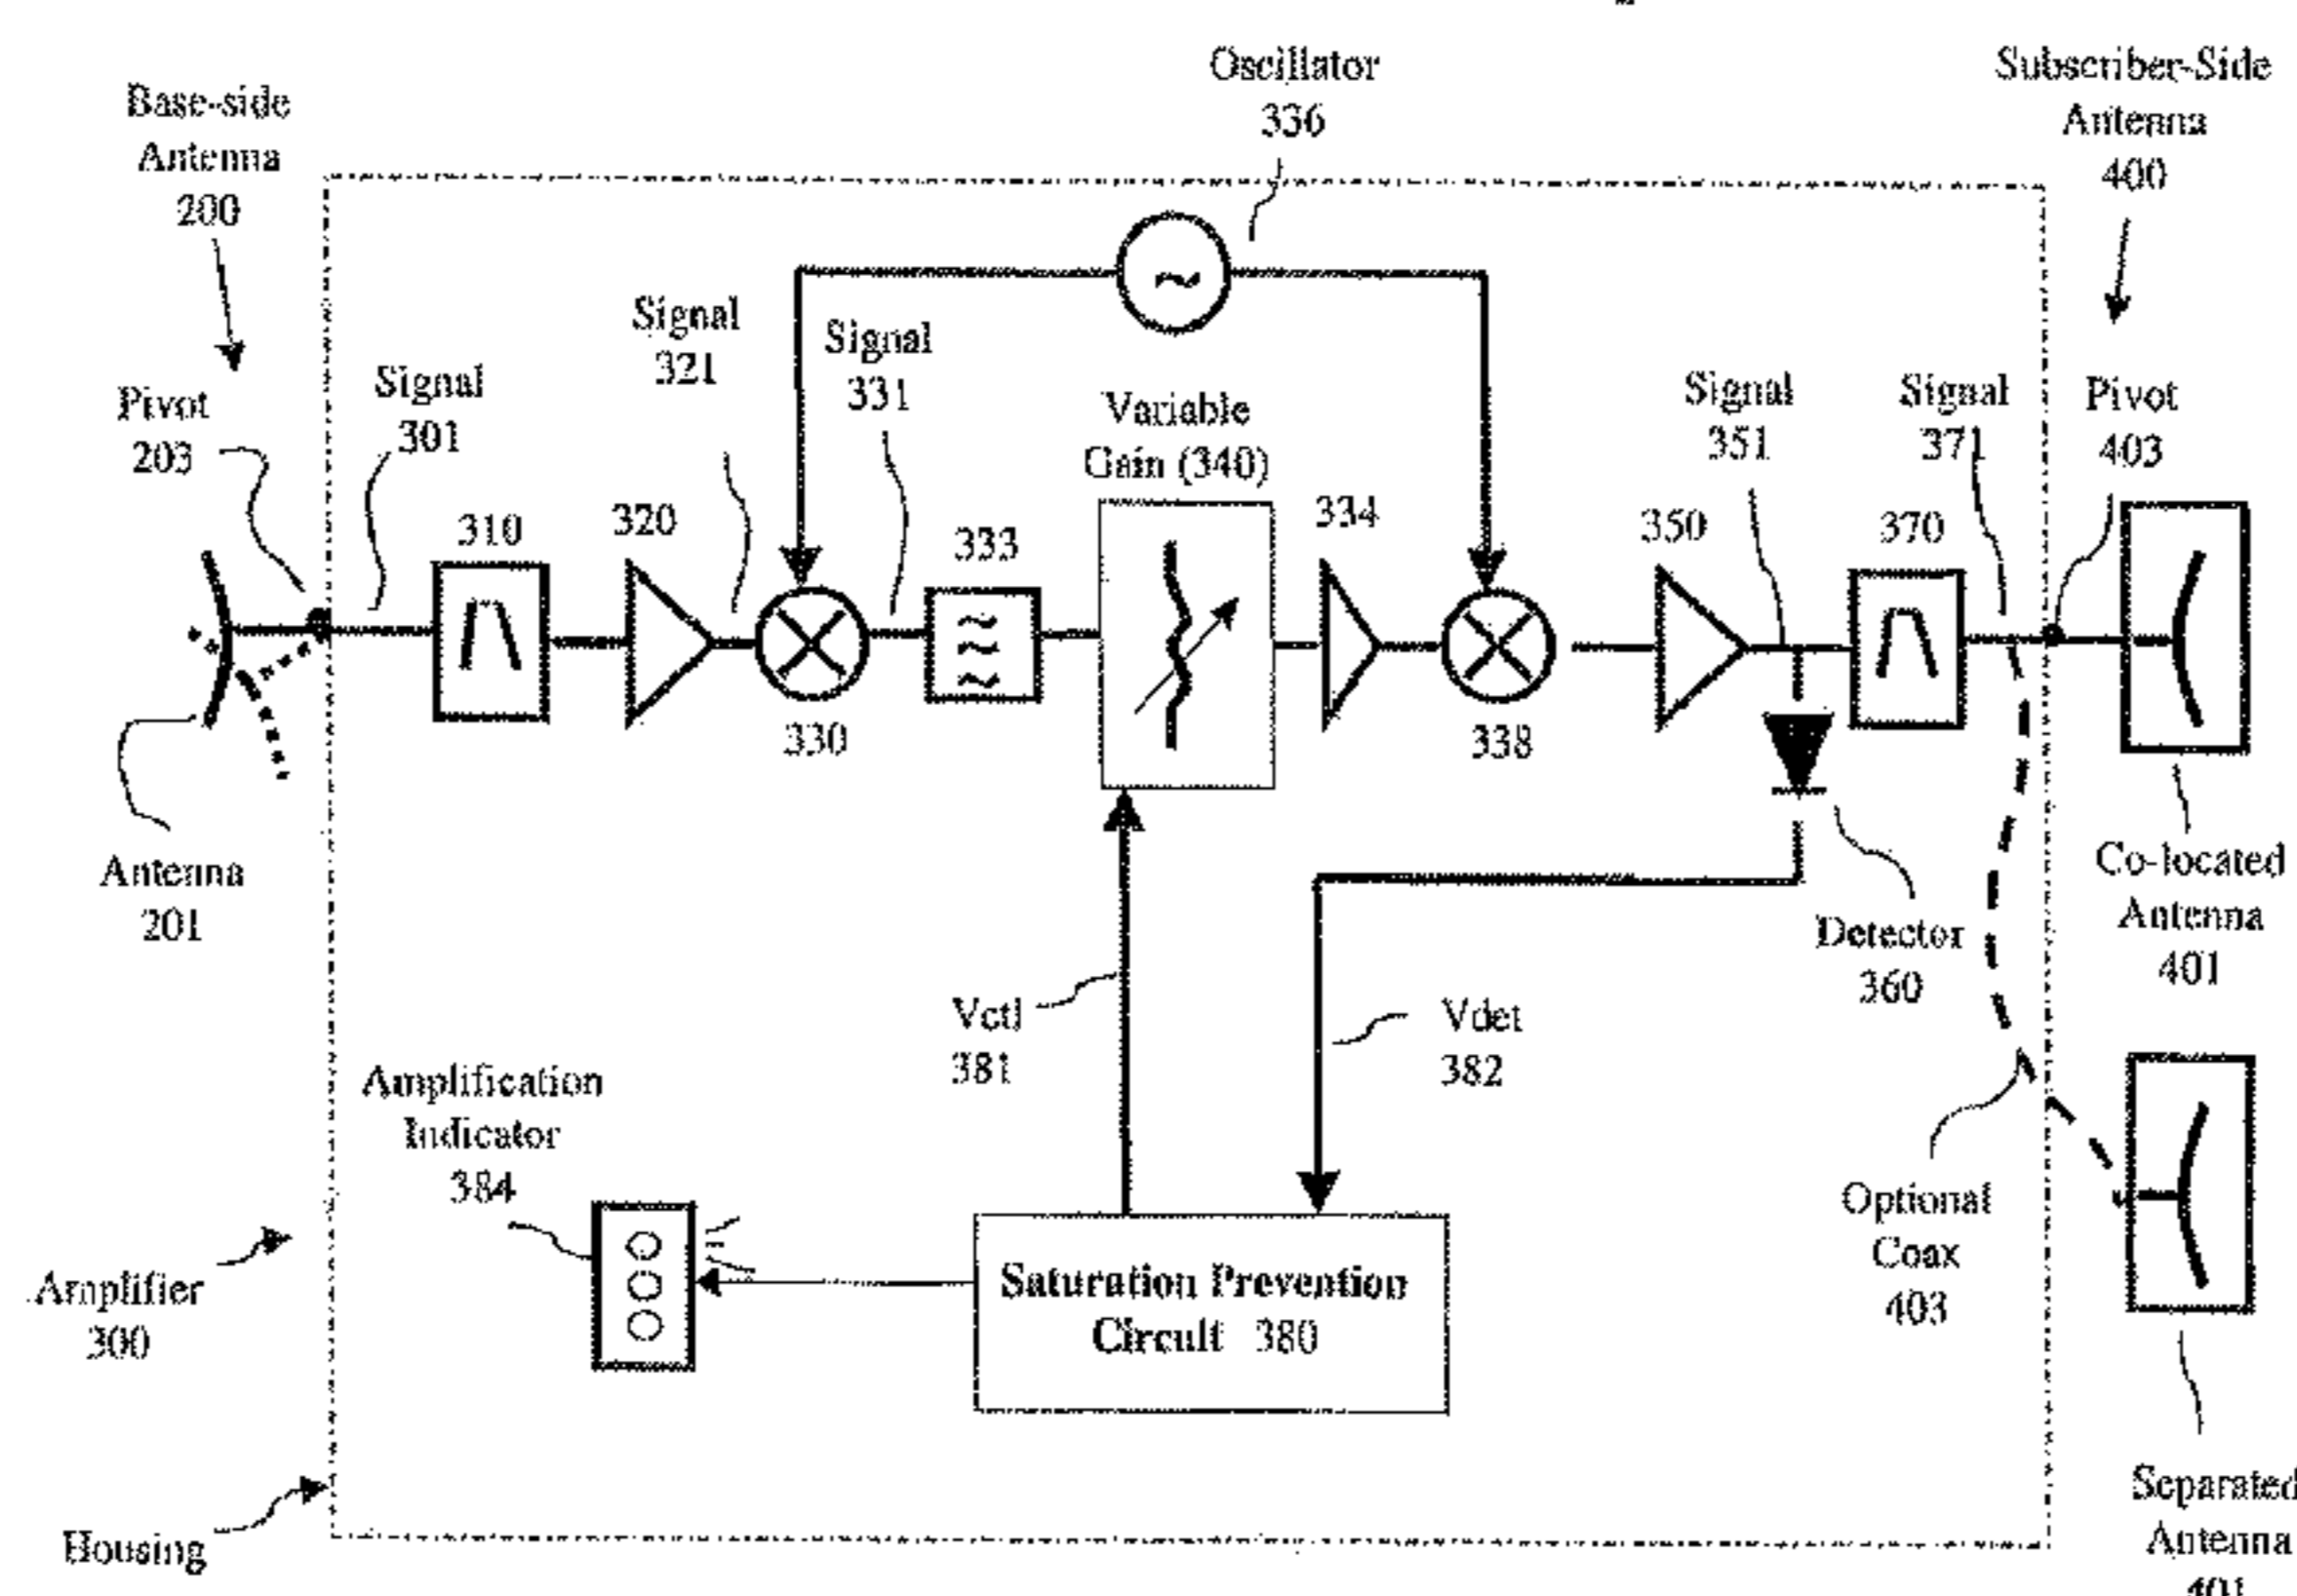 Oscillator
336
Subscriber-Side
Antenna
400
Base-side
Antenna
200
Signal
321
Signal
331
Signal
301
Pivot
203
Variable
Gain (340)
Signal
351
Signal
371
Pivot
403
310
320
333
334
350
370
330
338
Antenna
201
Co-located
Antenna
401
Detector
360
Vctl
381
Vdet
382
Amplification
Indicator
384
Optional
Coax
403
Amplifier
300
Saturation Prevention
Circuit 380
Housing
Separated
Antenna
401